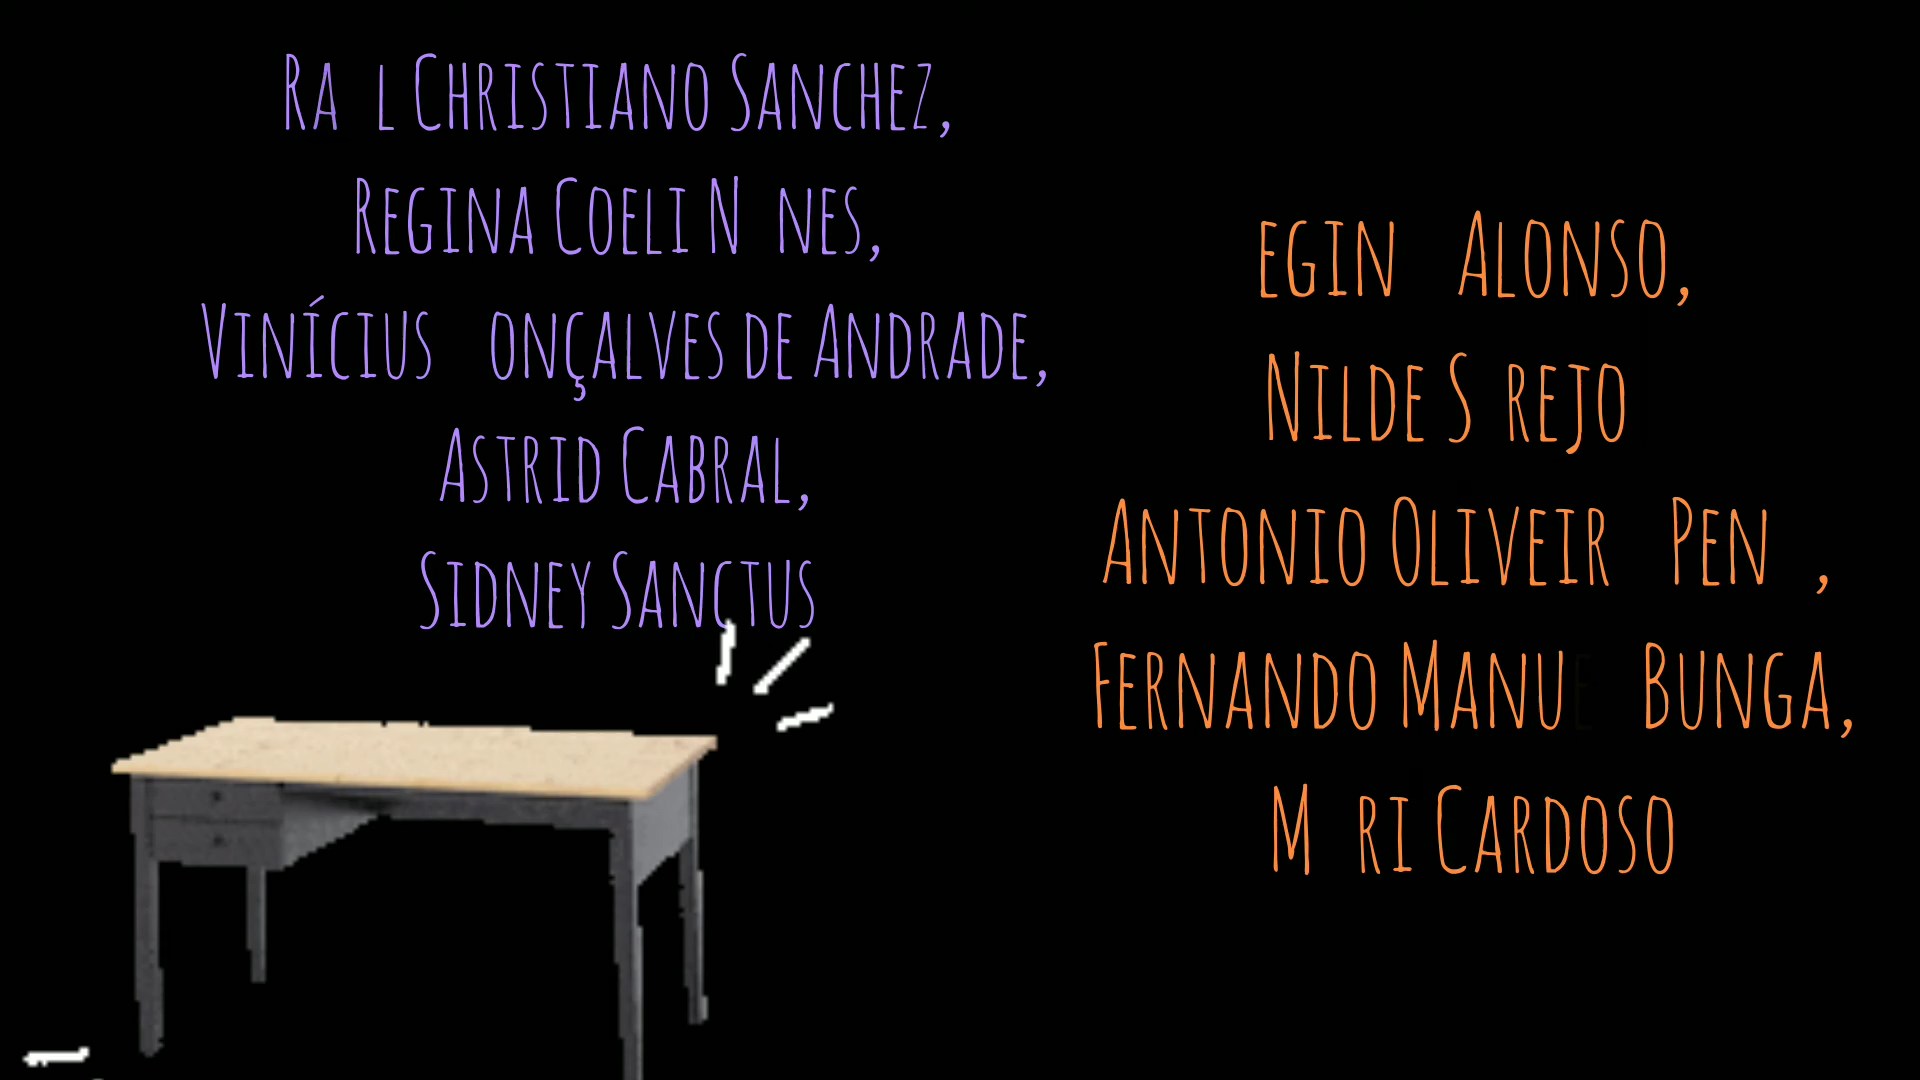 Ra l Christiano Sanchez,
Regina Coeli N nes,
Vinícius onçalves de Andrade,
Astrid Cabral,
Sidney Sanctus
egin Alonso,
Nilde S rejo
Antonio Oliveir Pen ,
Fernando Manue Bunga,
M ri Cardoso